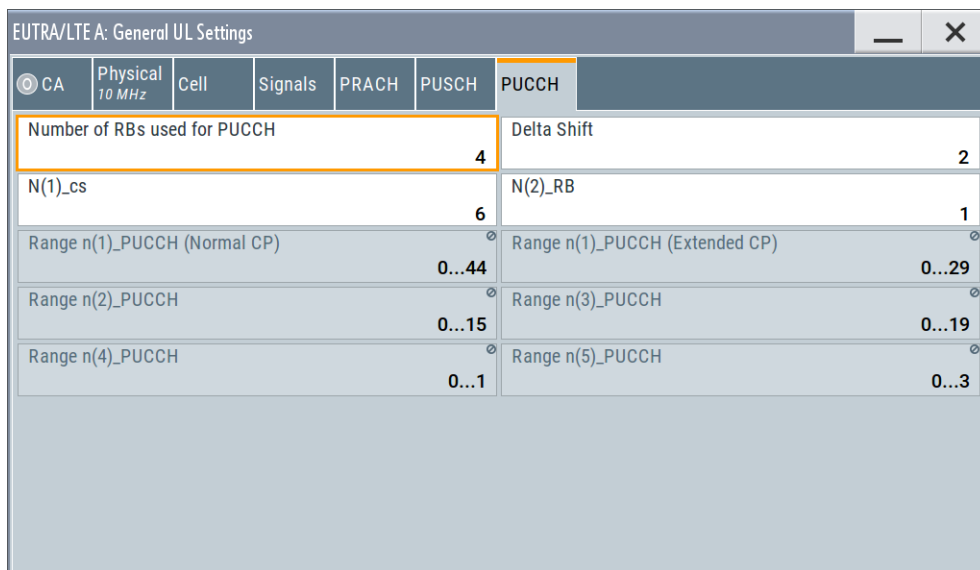 EUTRA/LTE A: General UL Settings
CA
Physical
10 MHz
Cell
Signals
PRACH
PUSCH
PUCCH
Number of RBs used for PUCCH
4
Delta Shift
2
N(1)_cs
6
N(2)_RB
1
Range n(1)_PUCCH (Normal CP)
0...44
Range n(1)_PUCCH (Extended CP)
0...29
Range n(2)_PUCCH
0...15
Range n(3)_PUCCH
0...19
Range n(4)_PUCCH
0...1
Range n(5)_PUCCH
0...3